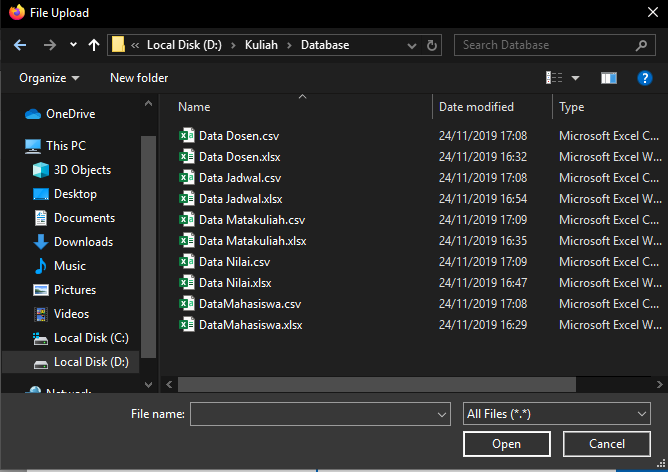 File Upload
« Local Disk (D:) > Kuliah > Database
Search Database
Organize New folder
Name Date modified Type
OneDrive
This PC
3D Objects
Desktop
Documents
Downloads
Music
Pictures
Videos
Local Disk (C:)
Local Disk (D:)
Network
Data Dosen.csv 24/11/2019 17:08 Microsoft Excel C...
Data Dosen.xlsx 24/11/2019 16:32 Microsoft Excel W...
Data Jadwal.csv 24/11/2019 17:08 Microsoft Excel C...
Data Jadwal.xlsx 24/11/2019 16:54 Microsoft Excel W...
Data Matakuliah.csv 24/11/2019 17:09 Microsoft Excel C...
Data Matakuliah.xlsx 24/11/2019 16:35 Microsoft Excel W...
Data Nilai.csv 24/11/2019 17:09 Microsoft Excel C...
Data Nilai.xlsx 24/11/2019 16:47 Microsoft Excel W...
DataMahasiswa.csv 24/11/2019 17:08 Microsoft Excel C...
DataMahasiswa.xlsx 24/11/2019 16:29 Microsoft Excel W...
File name: All Files (*.*)
Open Cancel